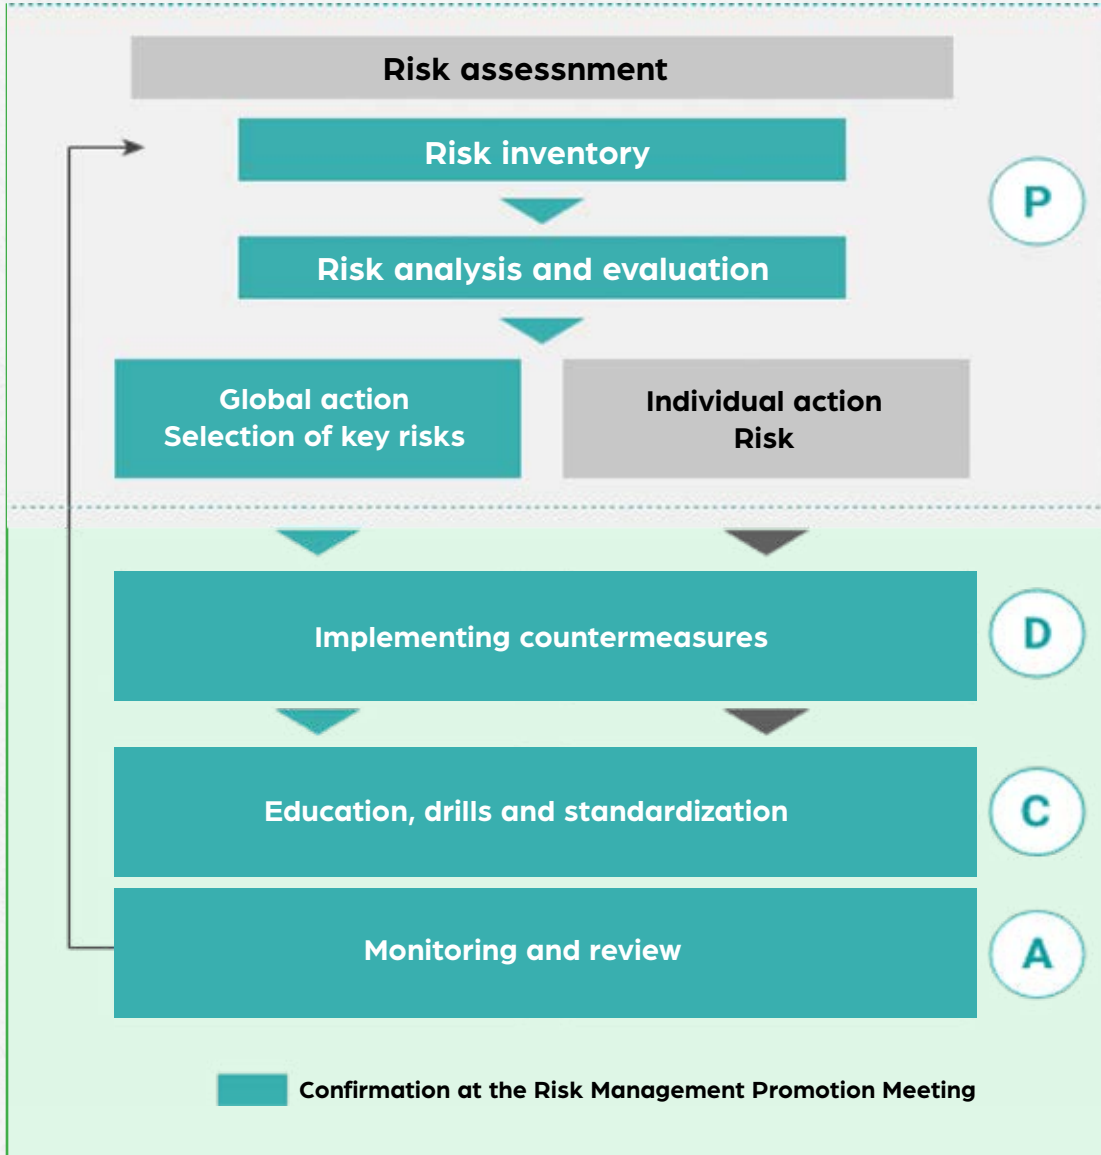 Risk assessnment
Risk inventory
P
Risk analysis and evaluation
Global action
Selection of key risks
Individual action
Risk
Implementing countermeasures
D
Education, drills and standardization
C
Monitoring and review
A
Confirmation at the Risk Management Promotion Meeting